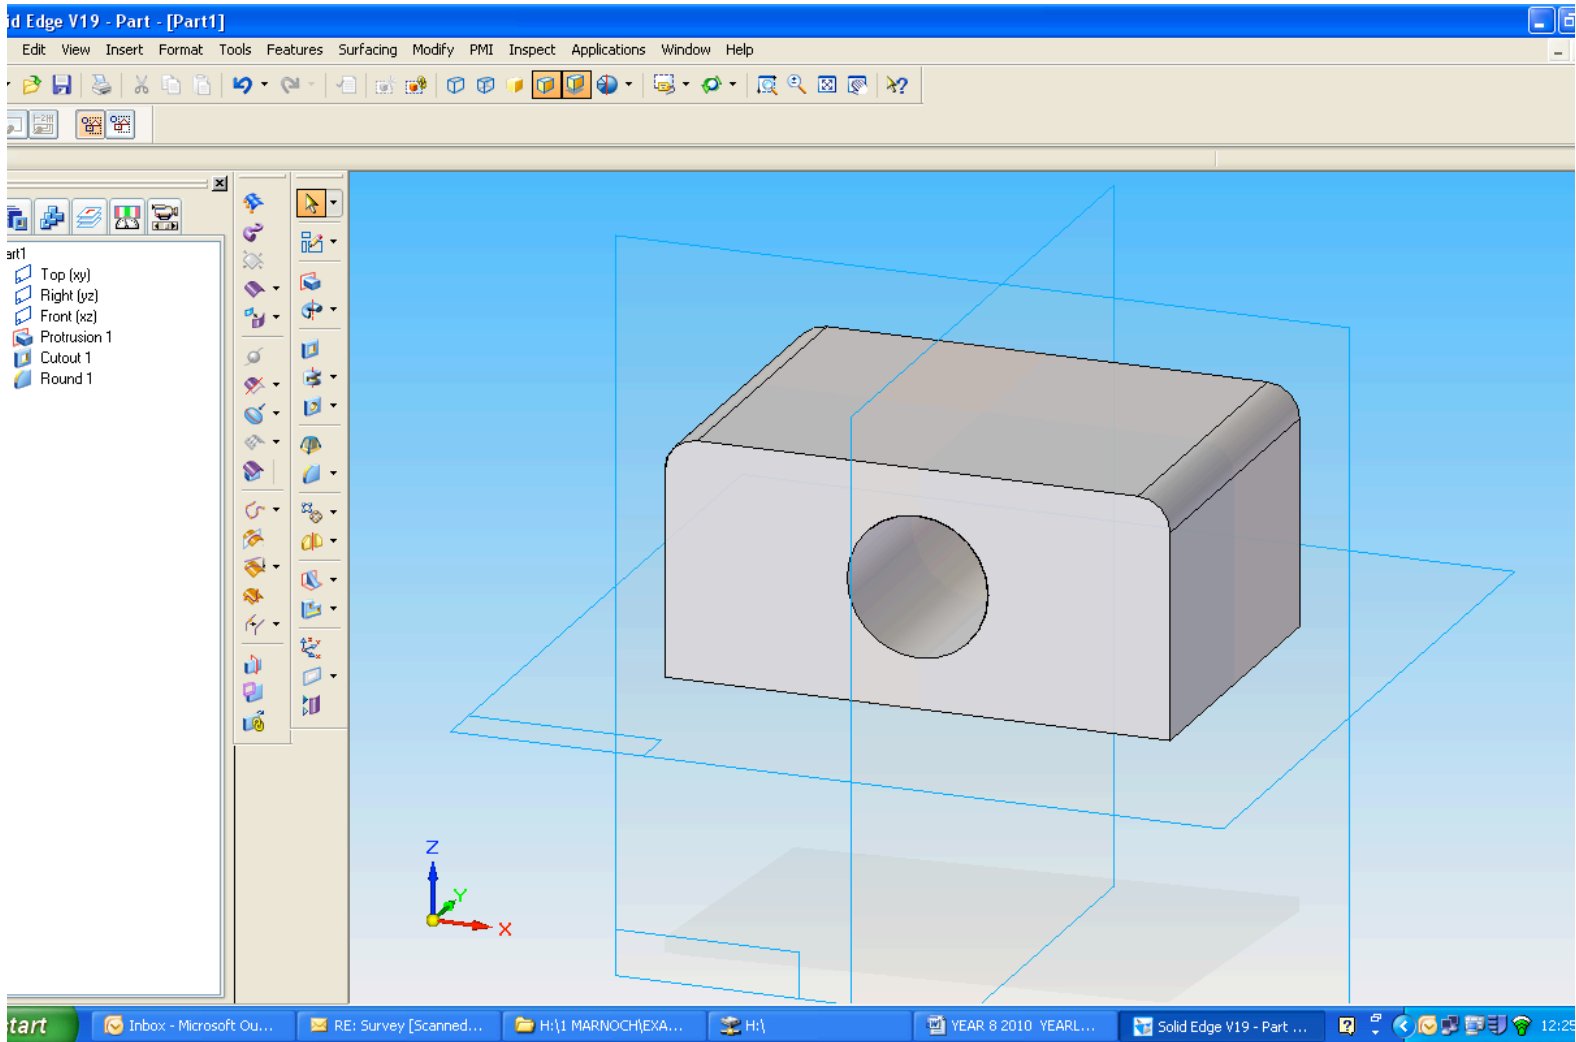 id Edge V19 - Part - [Part1]
Edit View Insert Format Tools Features Surfacing Modify PMI Inspect Applications Window Help
art1
Top (xy)
Right (yz)
Front (xz)
Protrusion 1
Cutout 1
Round 1
Z
Y
X
start
Inbox - Microsoft Ou...
RE: Survey [Scanned...
H:\1 MARNOCH\EXA...
H:\
YEAR 8 2010 YEARL...
Solid Edge V19 - Part ...
12:25